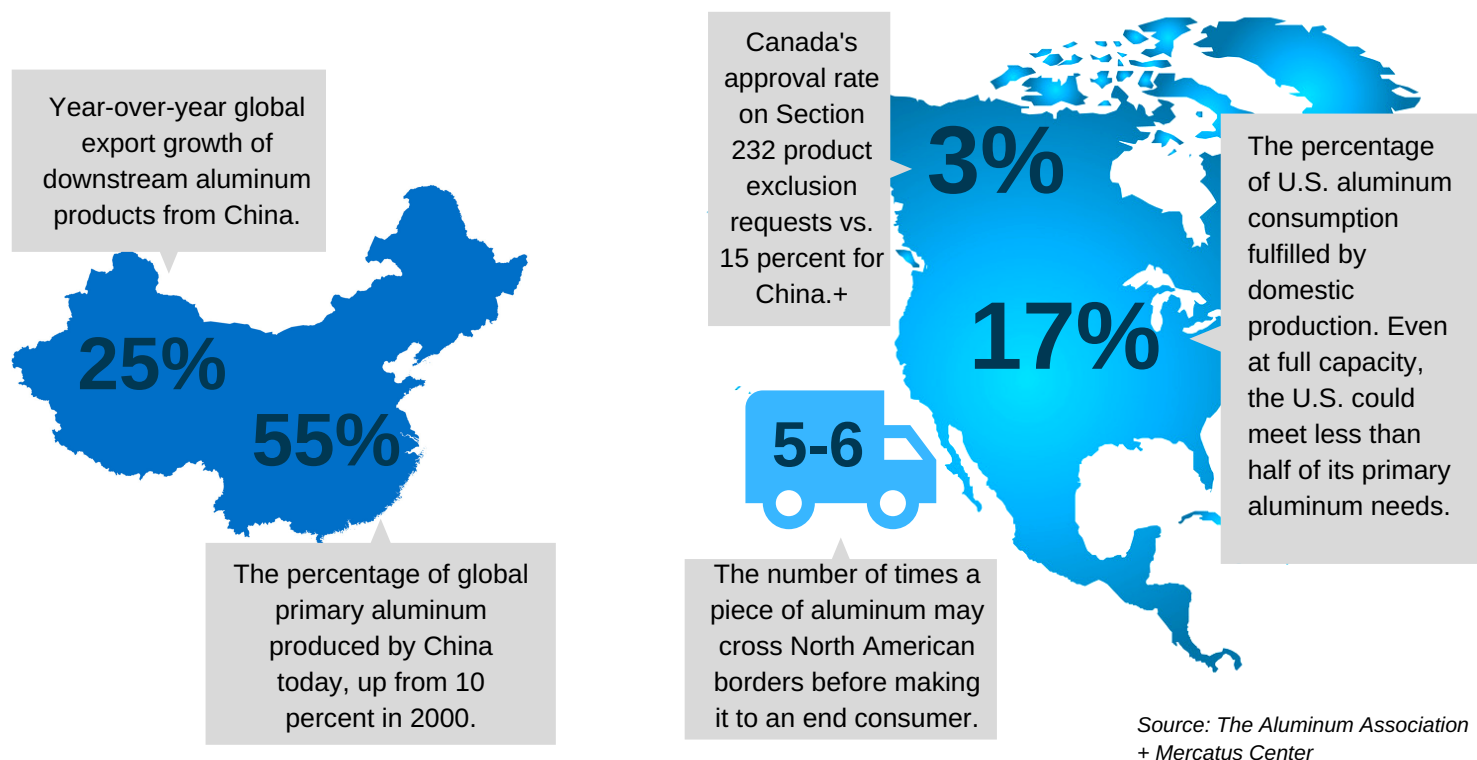 Year-over-year global
export growth of
downstream aluminum
products from China.
25%
55%
The percentage of global
primary aluminum
produced by China
today, up from 10
percent in 2000.
Canada's
approval rate
on Section
232 product
exclusion
requests vs.
15 percent for
China.+
3%
17%
The percentage
of U.S. aluminum
consumption
fulfilled by
domestic
production. Even
at full capacity,
the U.S. could
meet less than
half of its primary
aluminum needs.
5-6
The number of times a
piece of aluminum may
cross North American
borders before making
it to an end consumer.
Source: The Aluminum Association
+ Mercatus Center